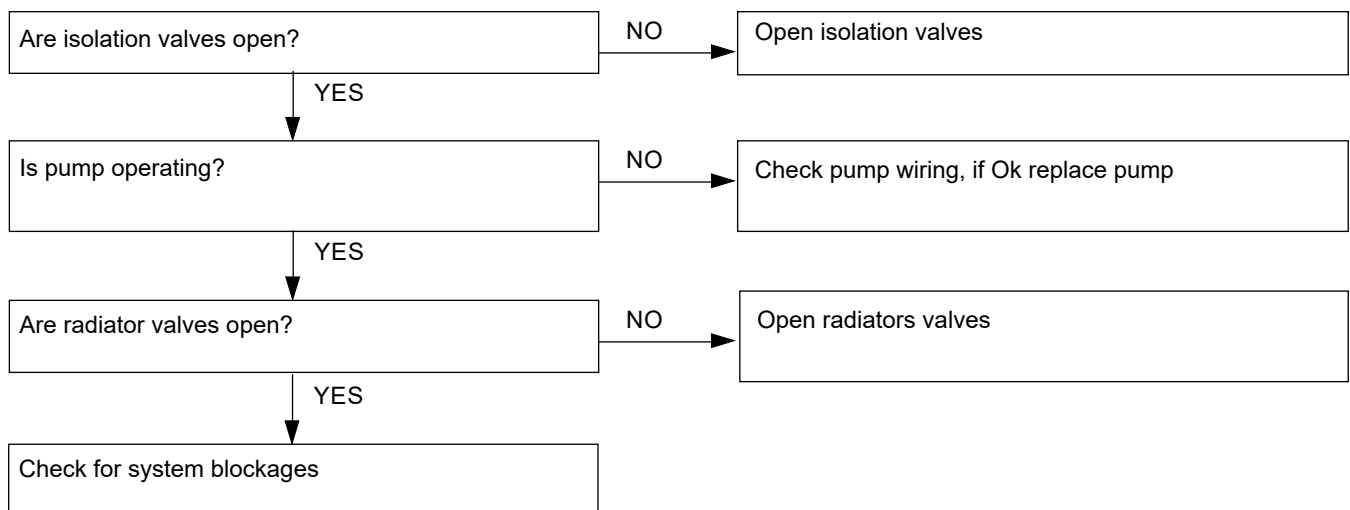 Are isolation valves open?
NO
Open isolation valves
YES
Is pump operating?
NO
Check pump wiring, if Ok replace pump
YES
Are radiator valves open?
NO
Open radiators valves
YES
Check for system blockages